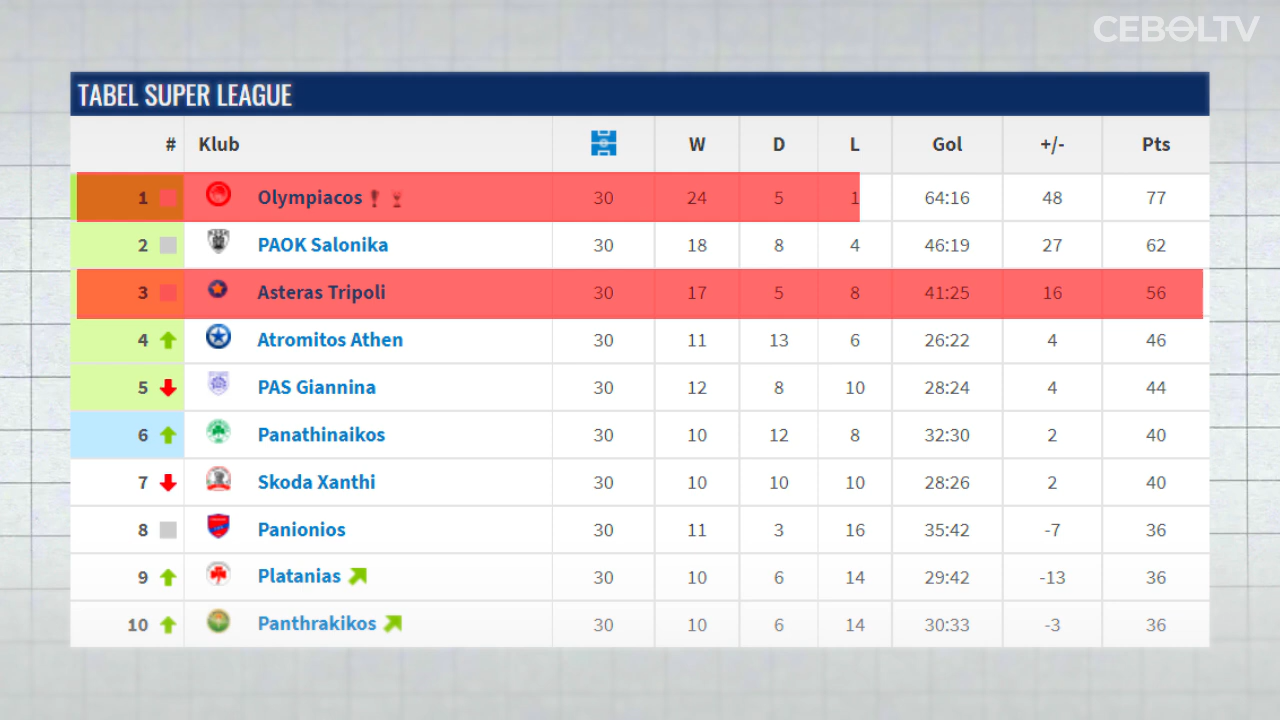 CEBOLTV
TABEL SUPER LEAGUE
# Klub W D L Gol +/- Pts
1 Olympiacos 30 24 5 1 64:16 48 77
2 PAOK Salonika 30 18 8 4 46:19 27 62
3 Asteras Tripoli 30 17 5 8 41:25 16 56
4 Atromitos Athen 30 11 13 6 26:22 4 46
5 PAS Giannina 30 12 8 10 28:24 4 44
6 Panathinaikos 30 10 12 8 32:30 2 40
7 Skoda Xanthi 30 10 10 10 28:26 2 40
8 Panionios 30 11 3 16 35:42 -7 36
9 Platanias 30 10 6 14 29:42 -13 36
10 Panthrakikos 30 10 6 14 30:33 -3 36